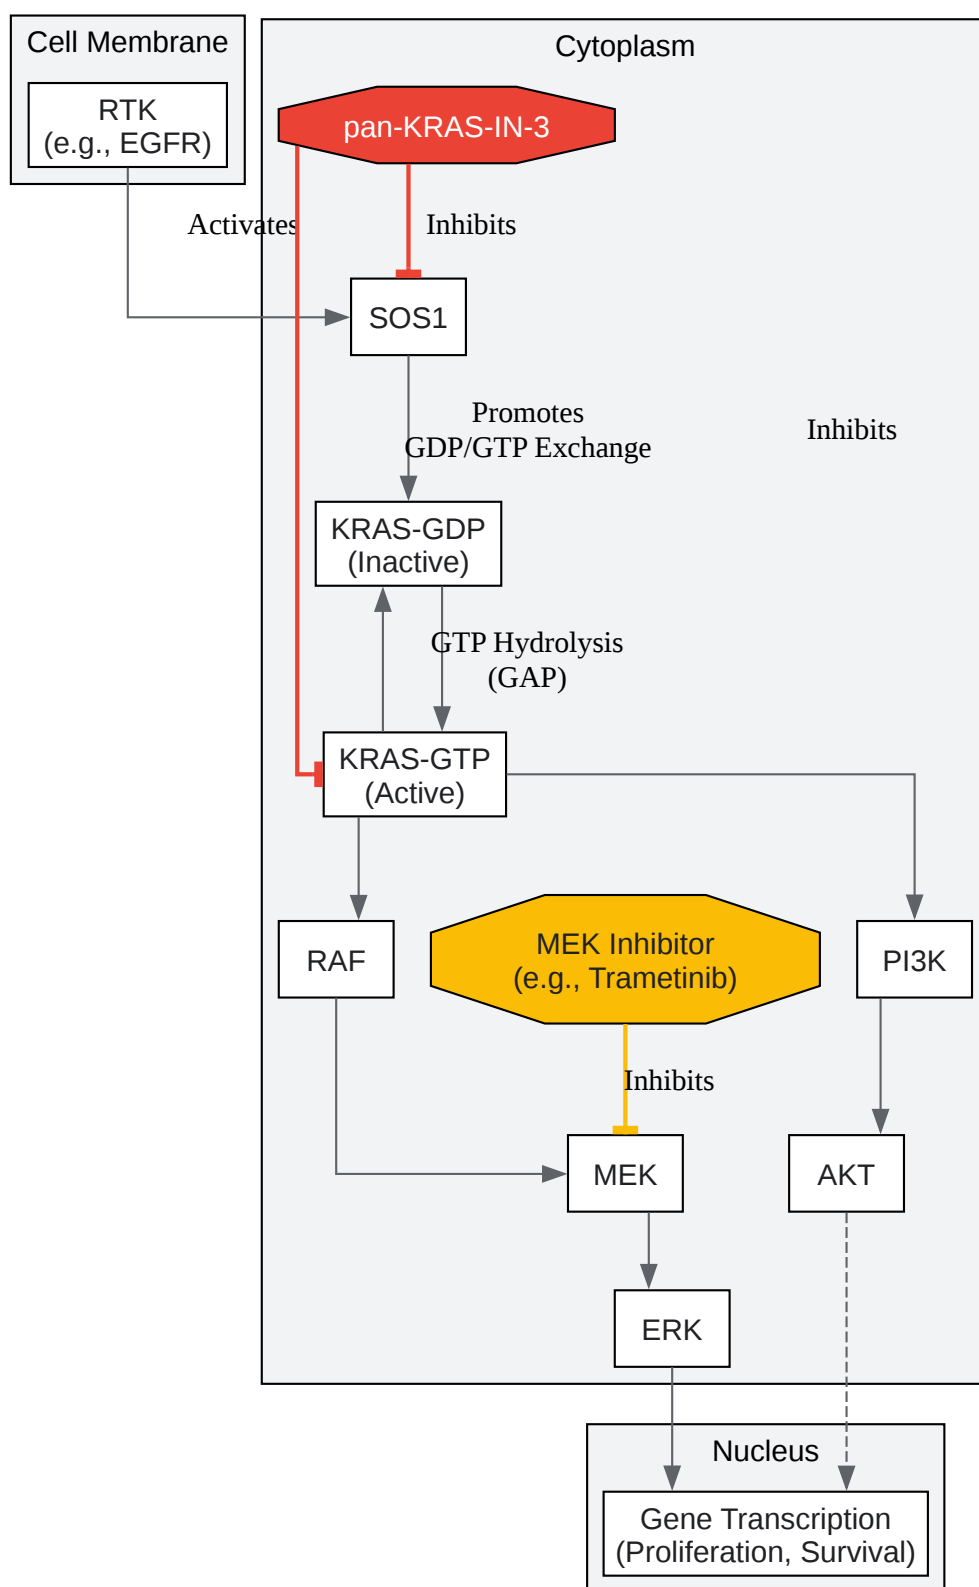 Cell Membrane
Cytoplasm
RTK
(e.g., EGFR)
pan-KRAS-IN-3
Activates
Inhibits
SOS1
Promotes
GDP/GTP Exchange
Inhibits
KRAS-GDP
(Inactive)
GTP Hydrolysis
(GAP)
KRAS-GTP
(Active)
RAF
MEK Inhibitor
(e.g., Trametinib)
PI3K
Inhibits
MEK
AKT
ERK
Nucleus
Gene Transcription
(Proliferation, Survival)